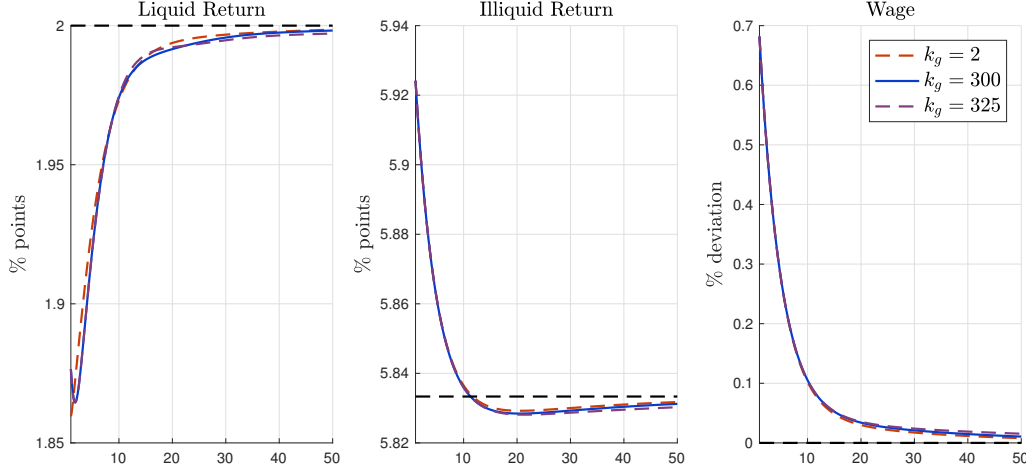 Liquid Return
% points
2
1.95
1.9
1.85
10 20 30 40 50
Illiquid Return
% points
5.94
5.92
5.9
5.88
5.86
5.84
5.82
10 20 30 40 50
Wage
% deviation
0.7
0.6
0.5
0.4
0.3
0.2
0.1
0
10 20 30 40 50
k_g = 2
k_g = 300
k_g = 325